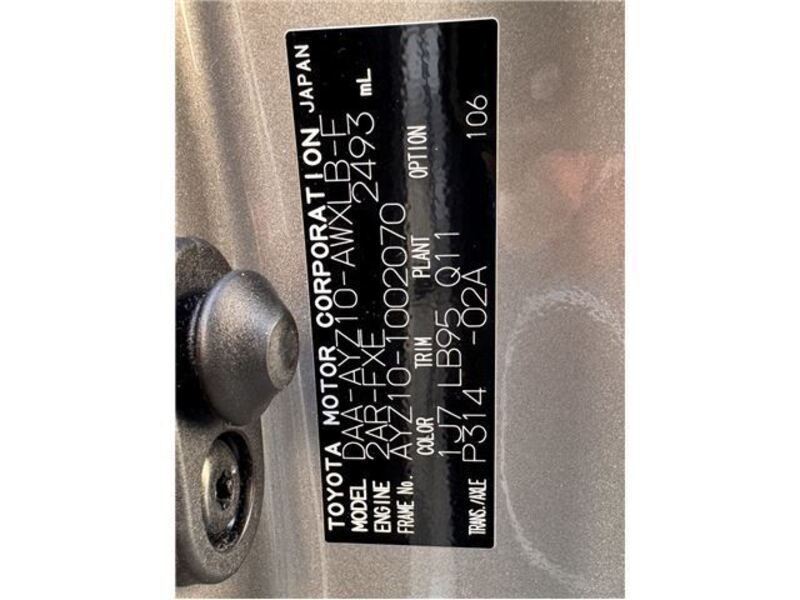 TOYOTA MOTOR CORPORATION JAPAN
MODEL DAA-AYZ10-AWXLB-E
ENGINE 2AR-FXE 2493 mL
FRAME No. AYZ10-1002070
COLOR TRIM PLANT OPTION
1J7 LB95 Q11
TRANS./AXLE P314 -02A 106